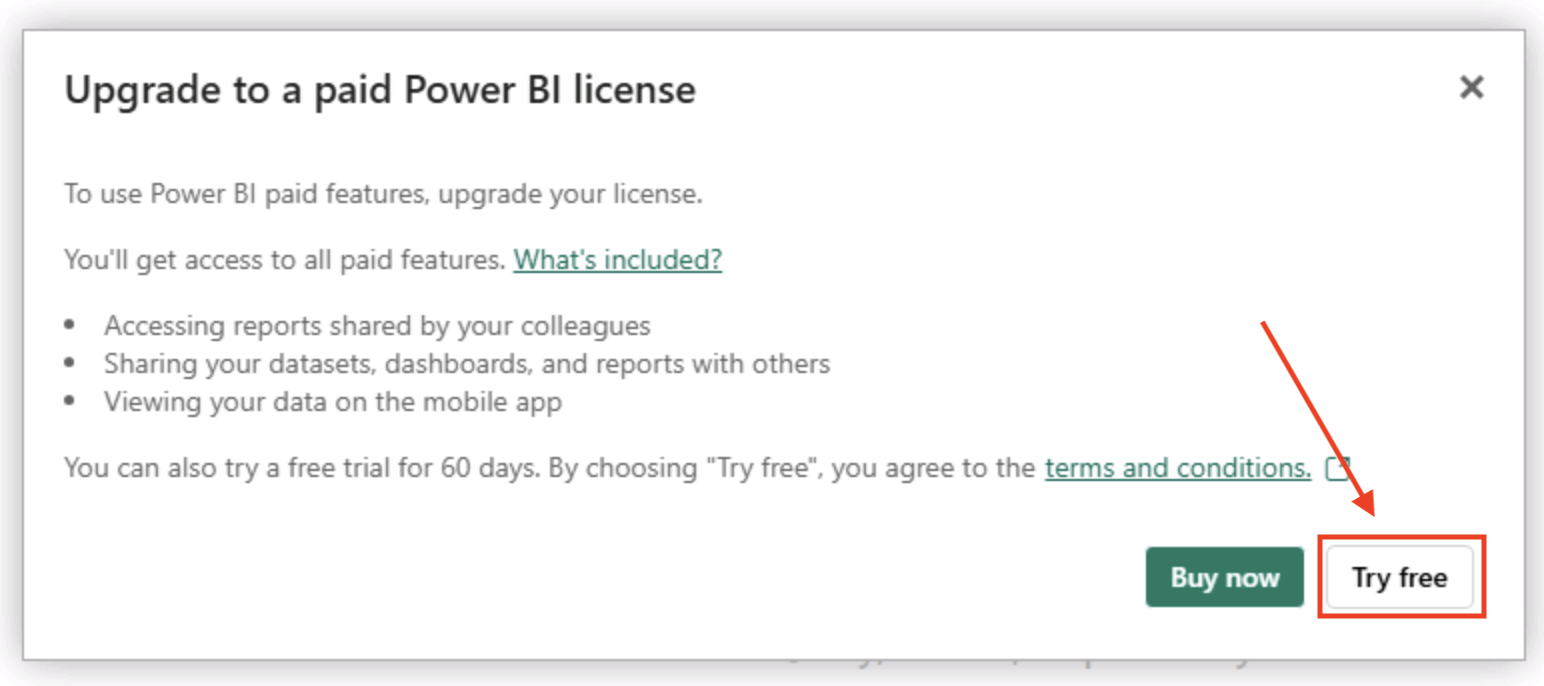 Upgrade to a paid Power BI license
To use Power BI paid features, upgrade your license.
You'll get access to all paid features. What's included?
• Accessing reports shared by your colleagues
• Sharing your datasets, dashboards, and reports with others
• Viewing your data on the mobile app
You can also try a free trial for 60 days. By choosing "Try free", you agree to the terms and conditions.
Buy now
Try free